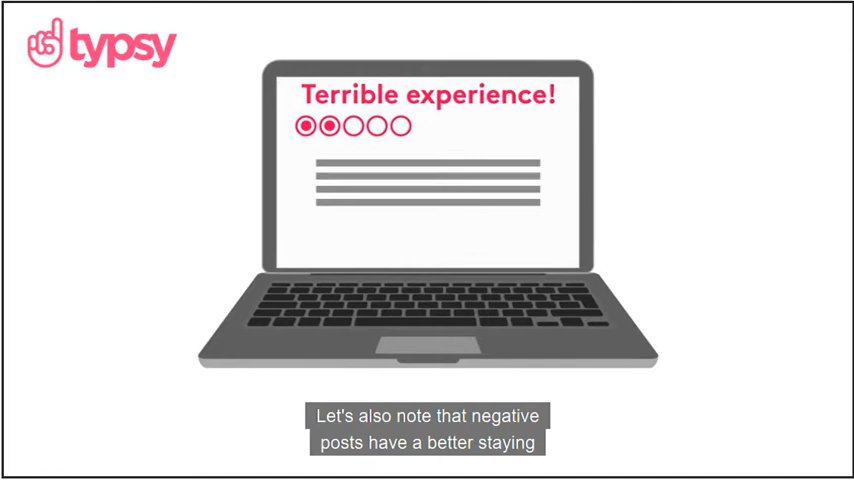 typsy
Terrible experience!
Let's also note that negative
posts have a better staying